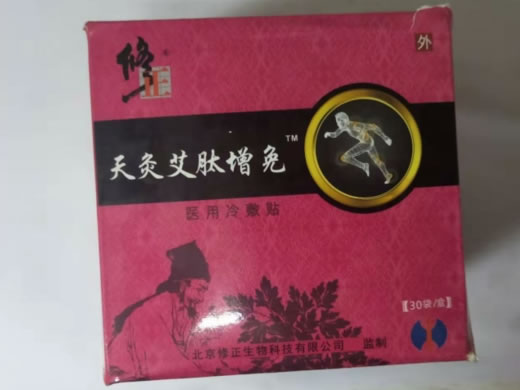 修正
外
天灸艾肽增免™
医用冷敷贴
【30袋/盒】
北京修正生物科技有限公司 监制